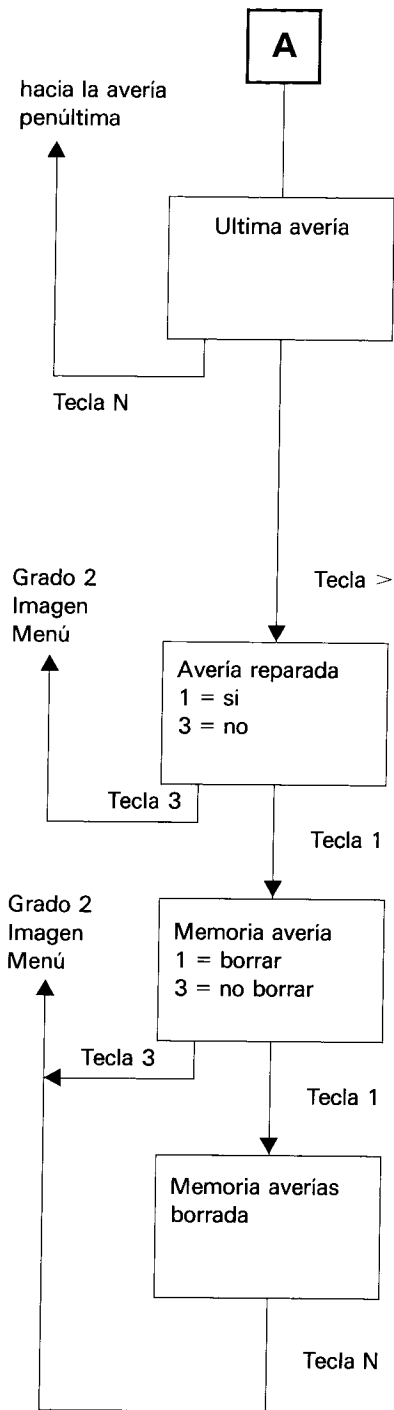 A
hacia la avería
penúltima
Ultima avería
Tecla N
Tecla >
Grado 2
Imagen
Menú
Avería reparada
1 = si
3 = no
Tecla 3
Tecla 1
Grado 2
Imagen
Menú
Memoria avería
1 = borrar
3 = no borrar
Tecla 3
Tecla 1
Memoria averías
borrada
Tecla N